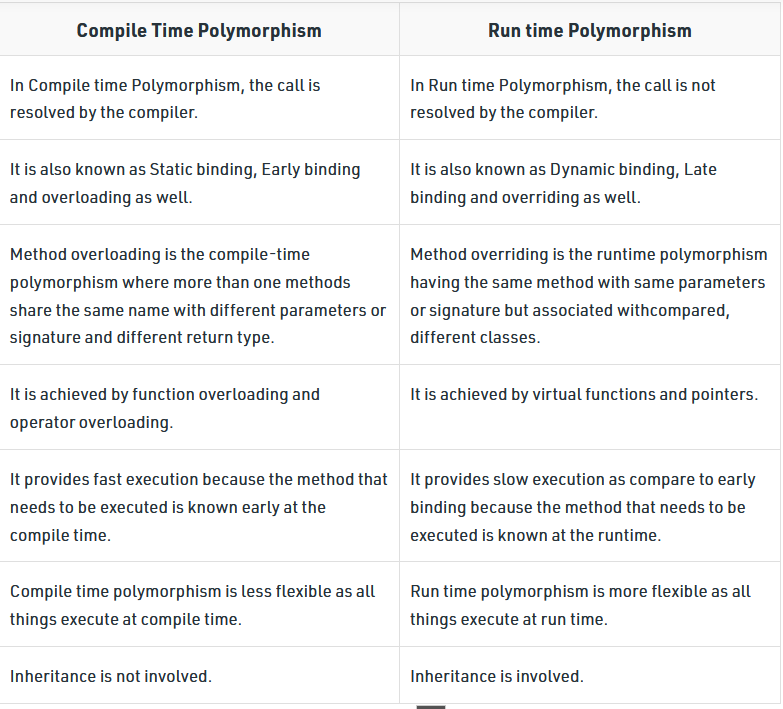 Compile Time Polymorphism
Run time Polymorphism
In Compile time Polymorphism, the call is
resolved by the compiler.
In Run time Polymorphism, the call is not
resolved by the compiler.
It is also known as Static binding, Early binding
and overloading as well.
It is also known as Dynamic binding, Late
binding and overriding as well.
Method overloading is the compile-time
polymorphism where more than one methods
share the same name with different parameters or
signature and different return type.
Method overriding is the runtime polymorphism
having the same method with same parameters
or signature but associated withcompared,
different classes.
It is achieved by function overloading and
operator overloading.
It is achieved by virtual functions and pointers.
It provides fast execution because the method that
needs to be executed is known early at the
compile time.
It provides slow execution as compare to early
binding because the method that needs to be
executed is known at the runtime.
Compile time polymorphism is less flexible as all
things execute at compile time.
Run time polymorphism is more flexible as all
things execute at run time.
Inheritance is not involved.
Inheritance is involved.